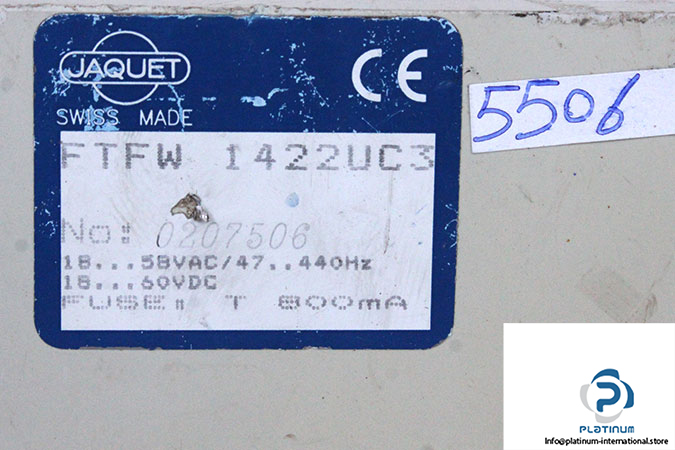 JAQUET
CE
SWISS MADE
5506
FTFW 1422UC3
No: 0207506
18...58VAC/47..440Hz
18...60VDC
FUSE: T 800mA
PLATINUM
Info@platinum-international.store